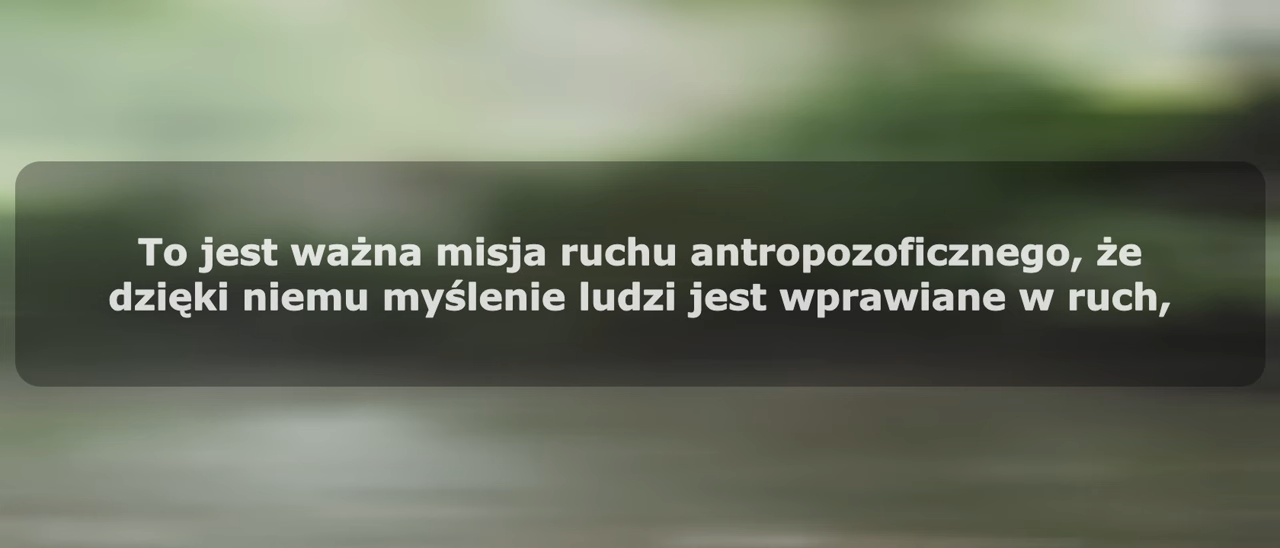 To jest ważna misja ruchu antropozoficznego, że
dzięki niemu myślenie ludzi jest wprawiane w ruch,